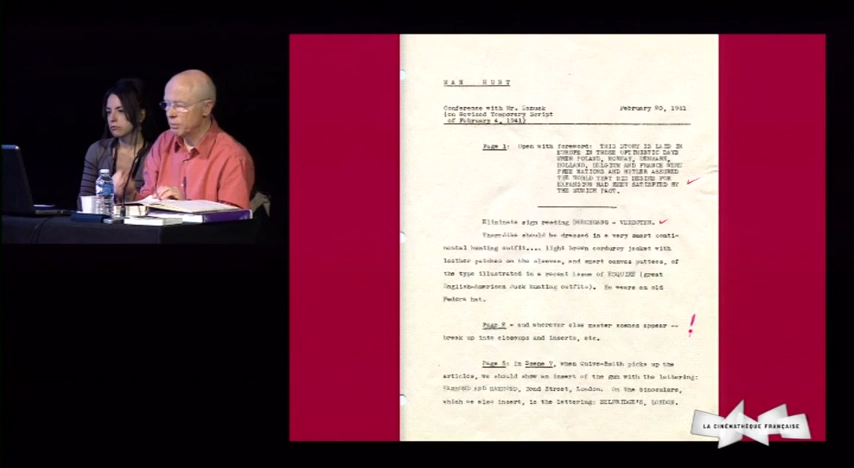 MAN HUNT
Conference with Mr. Zanuck February 20, 1941
(on Revised Temporary Script
of February 4, 1941)
Page 1: Open with foreword: THIS STORY IS LAID IN
EUROPE IN THOSE OPTIMISTIC DAYS
WHEN POLAND, NORWAY, DENMARK,
HOLLAND, BELGIUM AND FRANCE WERE
FREE NATIONS AND HITLER ASSURED
THE WORLD THAT HIS DESIRE FOR
EXPANSION HAD BEEN SATISFIED BY
THE MUNICH PACT.
Eliminate sign reading - VERBOTEN.
Thorndike should be dressed in a very smart conti-
nental hunting outfit.... light brown corduroy jacket with
leather patches on the sleeves, and smart canvas puttees, of
the type illustrated in a recent issue of ESQUIRE (great
English-American duck hunting outfits). He wears an old
Fedora hat.
Page 2 - and wherever else master scenes appear --
break up into closeups and inserts, etc.
Page 5: In Scene 7, when Quive-Smith picks up the
articles, we should show an insert of the gun with the lettering:
HAMMOND AND HAMMOND, Bond Street, London. On the binoculars,
which we also insert, is the lettering: SELFRIDGE'S, LONDON.
LA CINÉMATHÈQUE FRANÇAISE